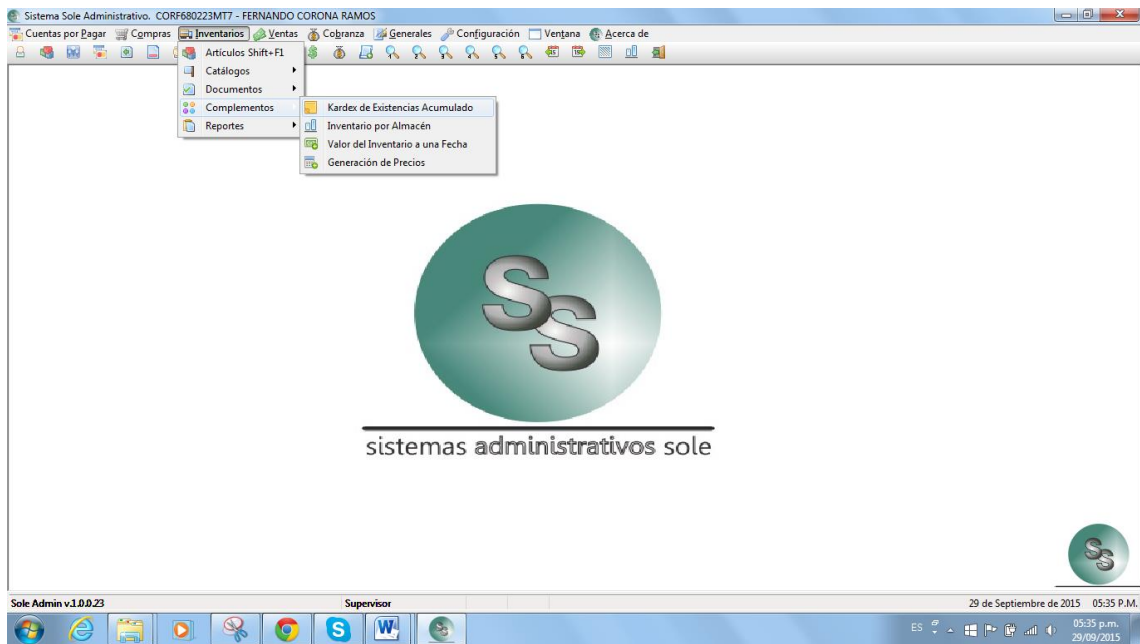 Sistema Sole Administrativo. CORF680223MT7 - FERNANDO CORONA RAMOS
Cuentas por Pagar Compras Inventarios Ventas Cobranza Generales Configuración Ventana Acerca de
Artículos Shift+F1
Catálogos
Documentos
Complementos
Reportes
Kardex de Existencias Acumulado
Inventario por Almacén
Valor del Inventario a una Fecha
Generación de Precios
SS
sistemas administrativos sole
SS
Sole Admin v.1.0.0.23 Supervisor 29 de Septiembre de 2015 05:35 P.M.
ES 05:35 p.m.
29/09/2015